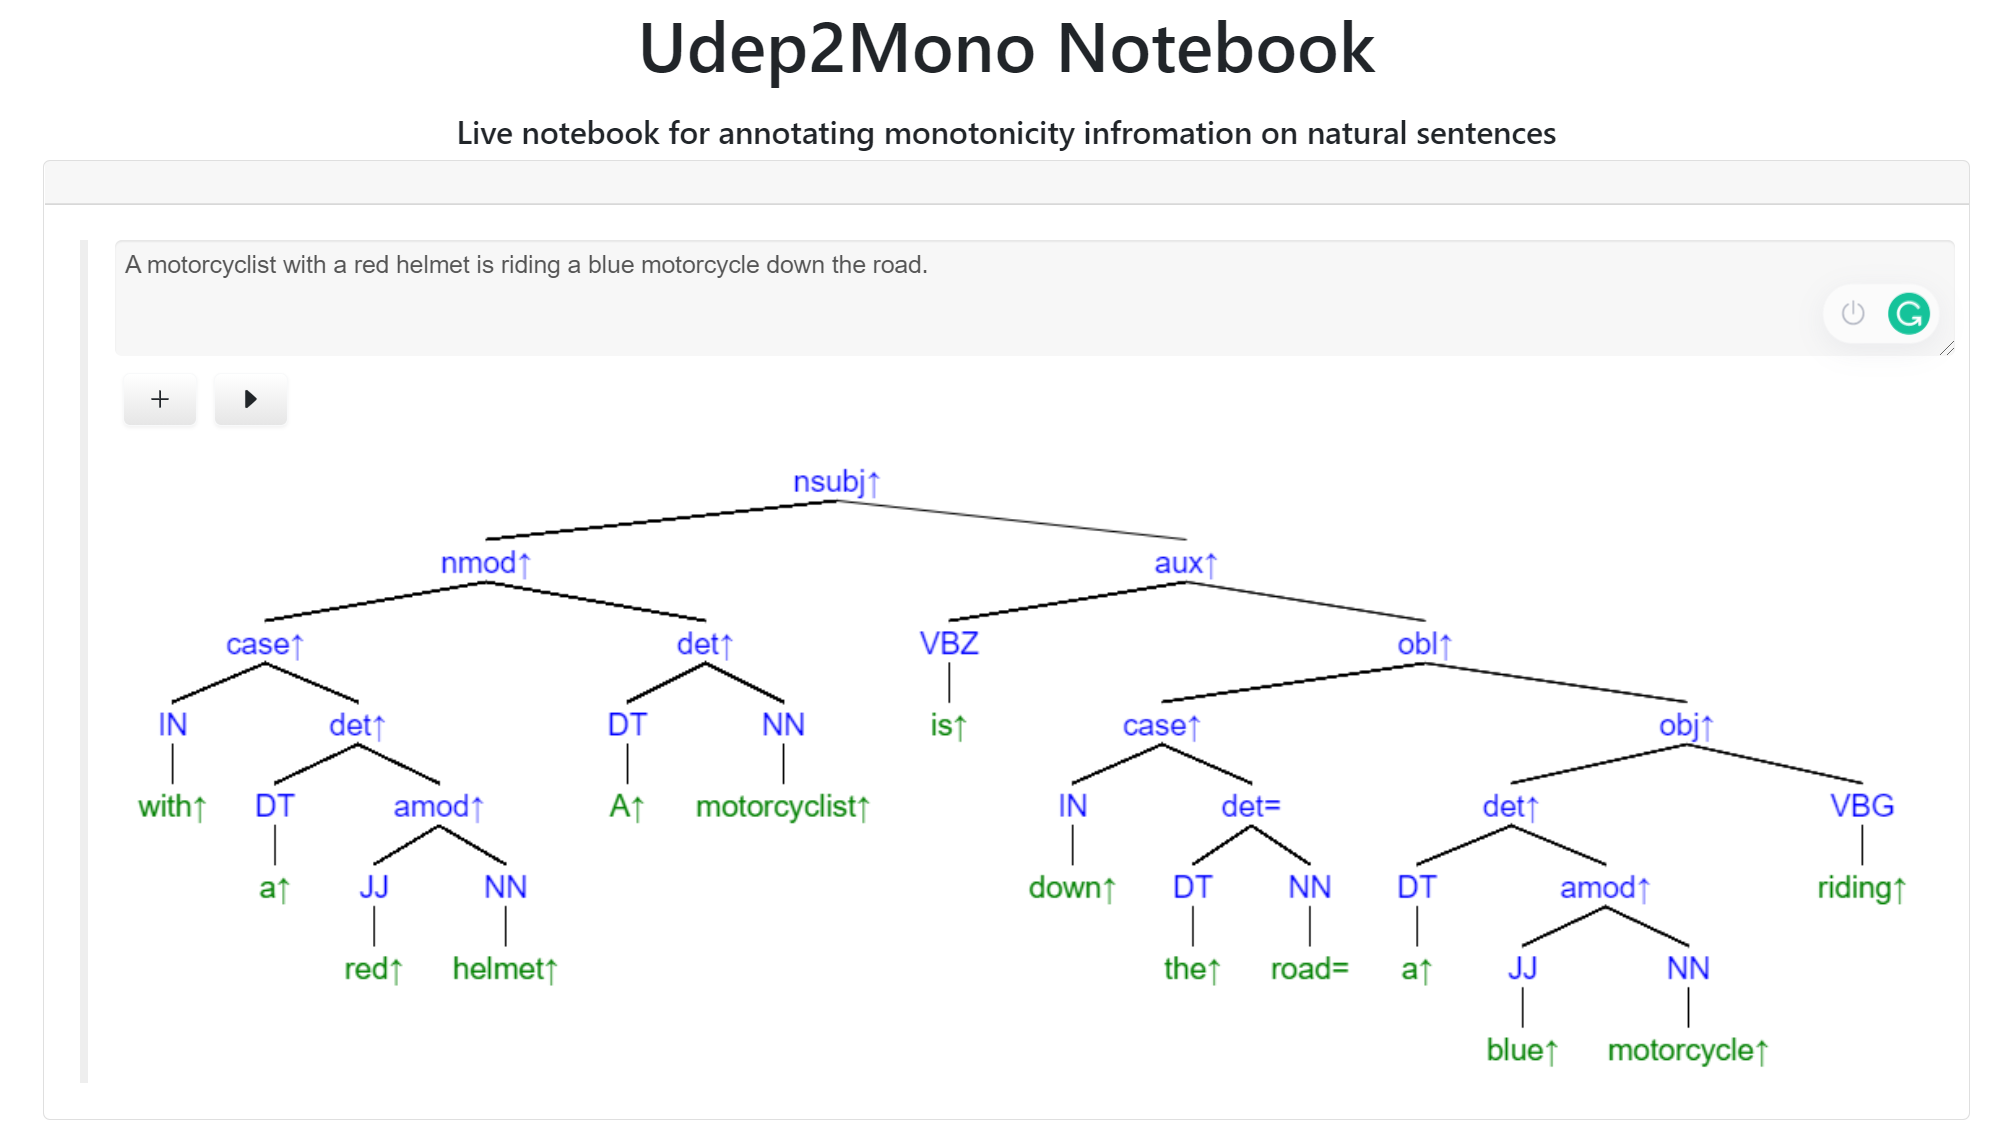 Udep2Mono Notebook
Live notebook for annotating monotonicity infromation on natural sentences
A motorcyclist with a red helmet is riding a blue motorcycle down the road.
+
nsubj↑
nmod↑ aux↑
case↑ det↑ VBZ obl↑
IN det↑ DT NN is↑ case↑ obj↑
with↑ DT amod↑ A↑ motorcyclist↑ IN det= det↑ VBG
a↑ JJ NN down↑ DT NN DT amod↑ riding↑
red↑ helmet↑ the↑ road= a↑ JJ NN
blue↑ motorcycle↑